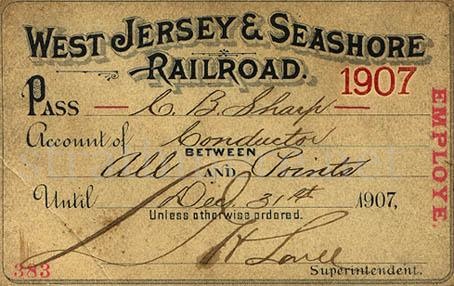 WEST JERSEY & SEASHORE
RAILROAD.
1907
PASS C. B. Sharp
Account of Conductor
BETWEEN
All AND Points
Until Dec 31st 1907,
Unless otherwise ordered.
383
Superintendent.
EMPLOYE.